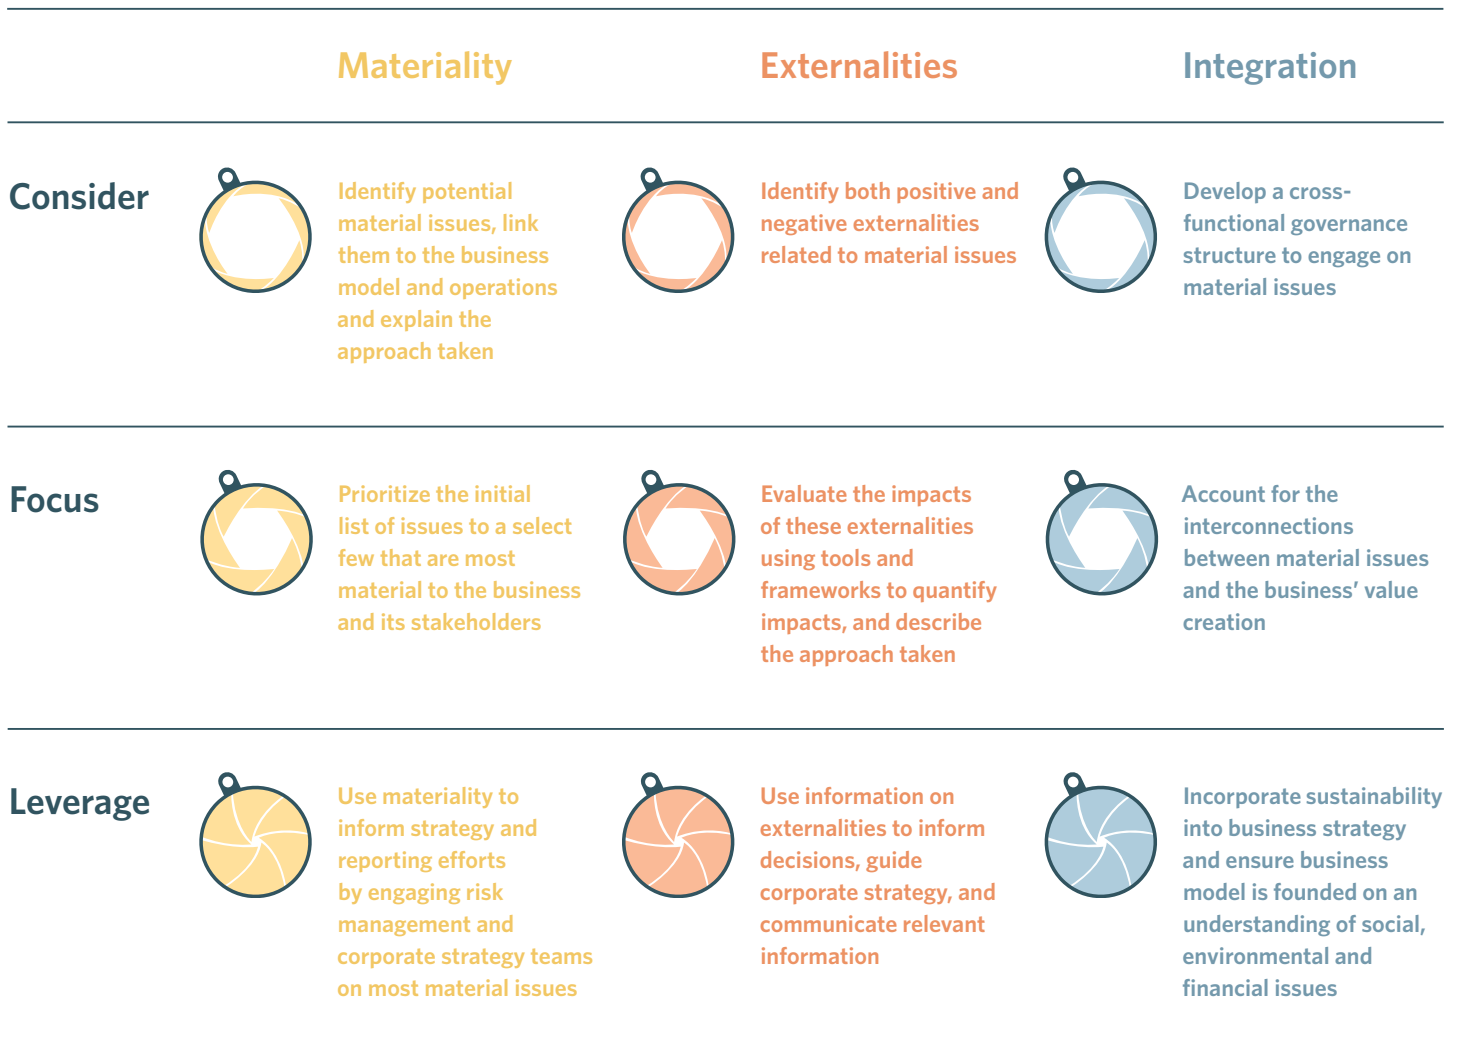 Materiality
Externalities
Integration
Consider
Identify potential
material issues, link
them to the business
model and operations
and explain the
approach taken
Identify both positive and
negative externalities
related to material issues
Develop a cross-
functional governance
structure to engage on
material issues
Focus
Prioritize the initial
list of issues to a select
few that are most
material to the business
and its stakeholders
Evaluate the impacts
of these externalities
using tools and
frameworks to quantify
impacts, and describe
the approach taken
Account for the
interconnections
between material issues
and the business’ value
creation
Leverage
Use materiality to
inform strategy and
reporting efforts
by engaging risk
management and
corporate strategy teams
on most material issues
Use information on
externalities to inform
decisions, guide
corporate strategy, and
communicate relevant
information
Incorporate sustainability
into business strategy
and ensure business
model is founded on an
understanding of social,
environmental and
financial issues